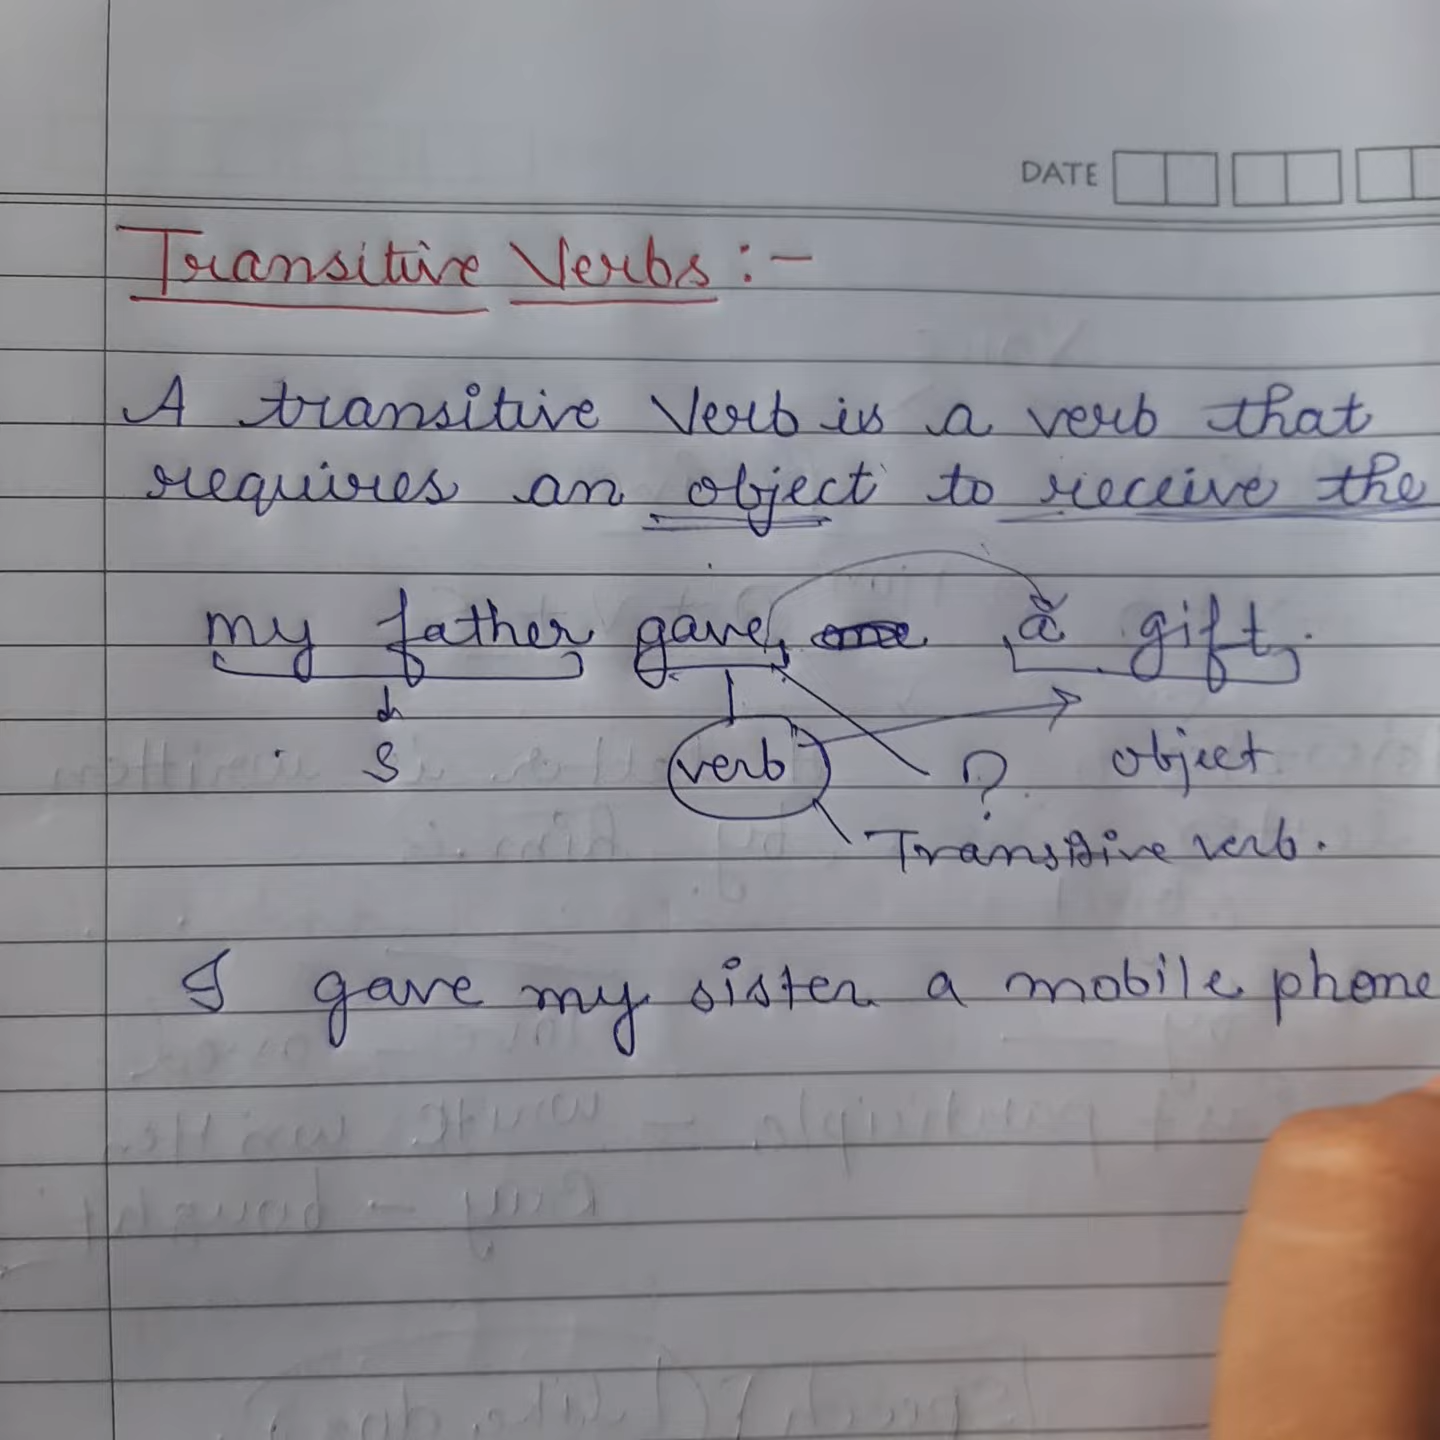 DATE
Transitive Verbs :-
A transitive Verb is a verb that
requires an object to receive the
my father gave a gift.
S verb ? object
Transitive verb.
I gave my sister a mobile phone